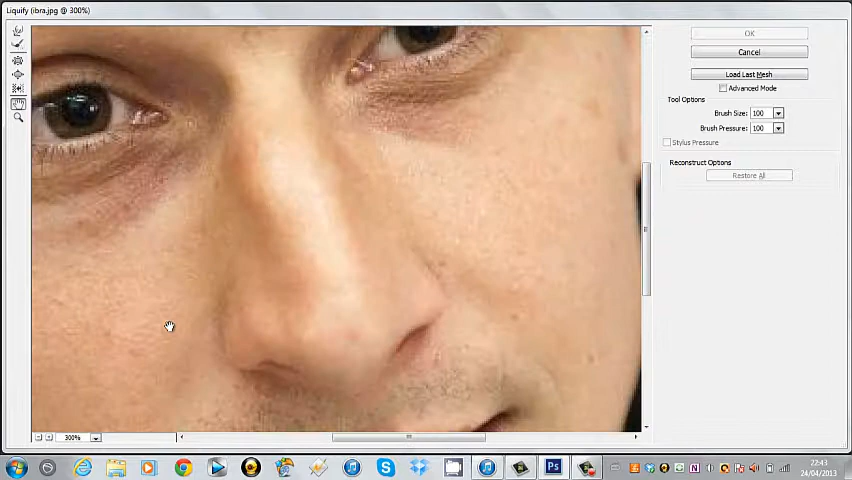 Liquify (ibra.jpg @ 300%)
OK
Cancel
Load Last Mesh
Advanced Mode
Tool Options
Brush Size: 100
Brush Pressure: 100
Stylus Pressure
Reconstruct Options
Restore All
300%
Ps
N
22:43
24/04/2013